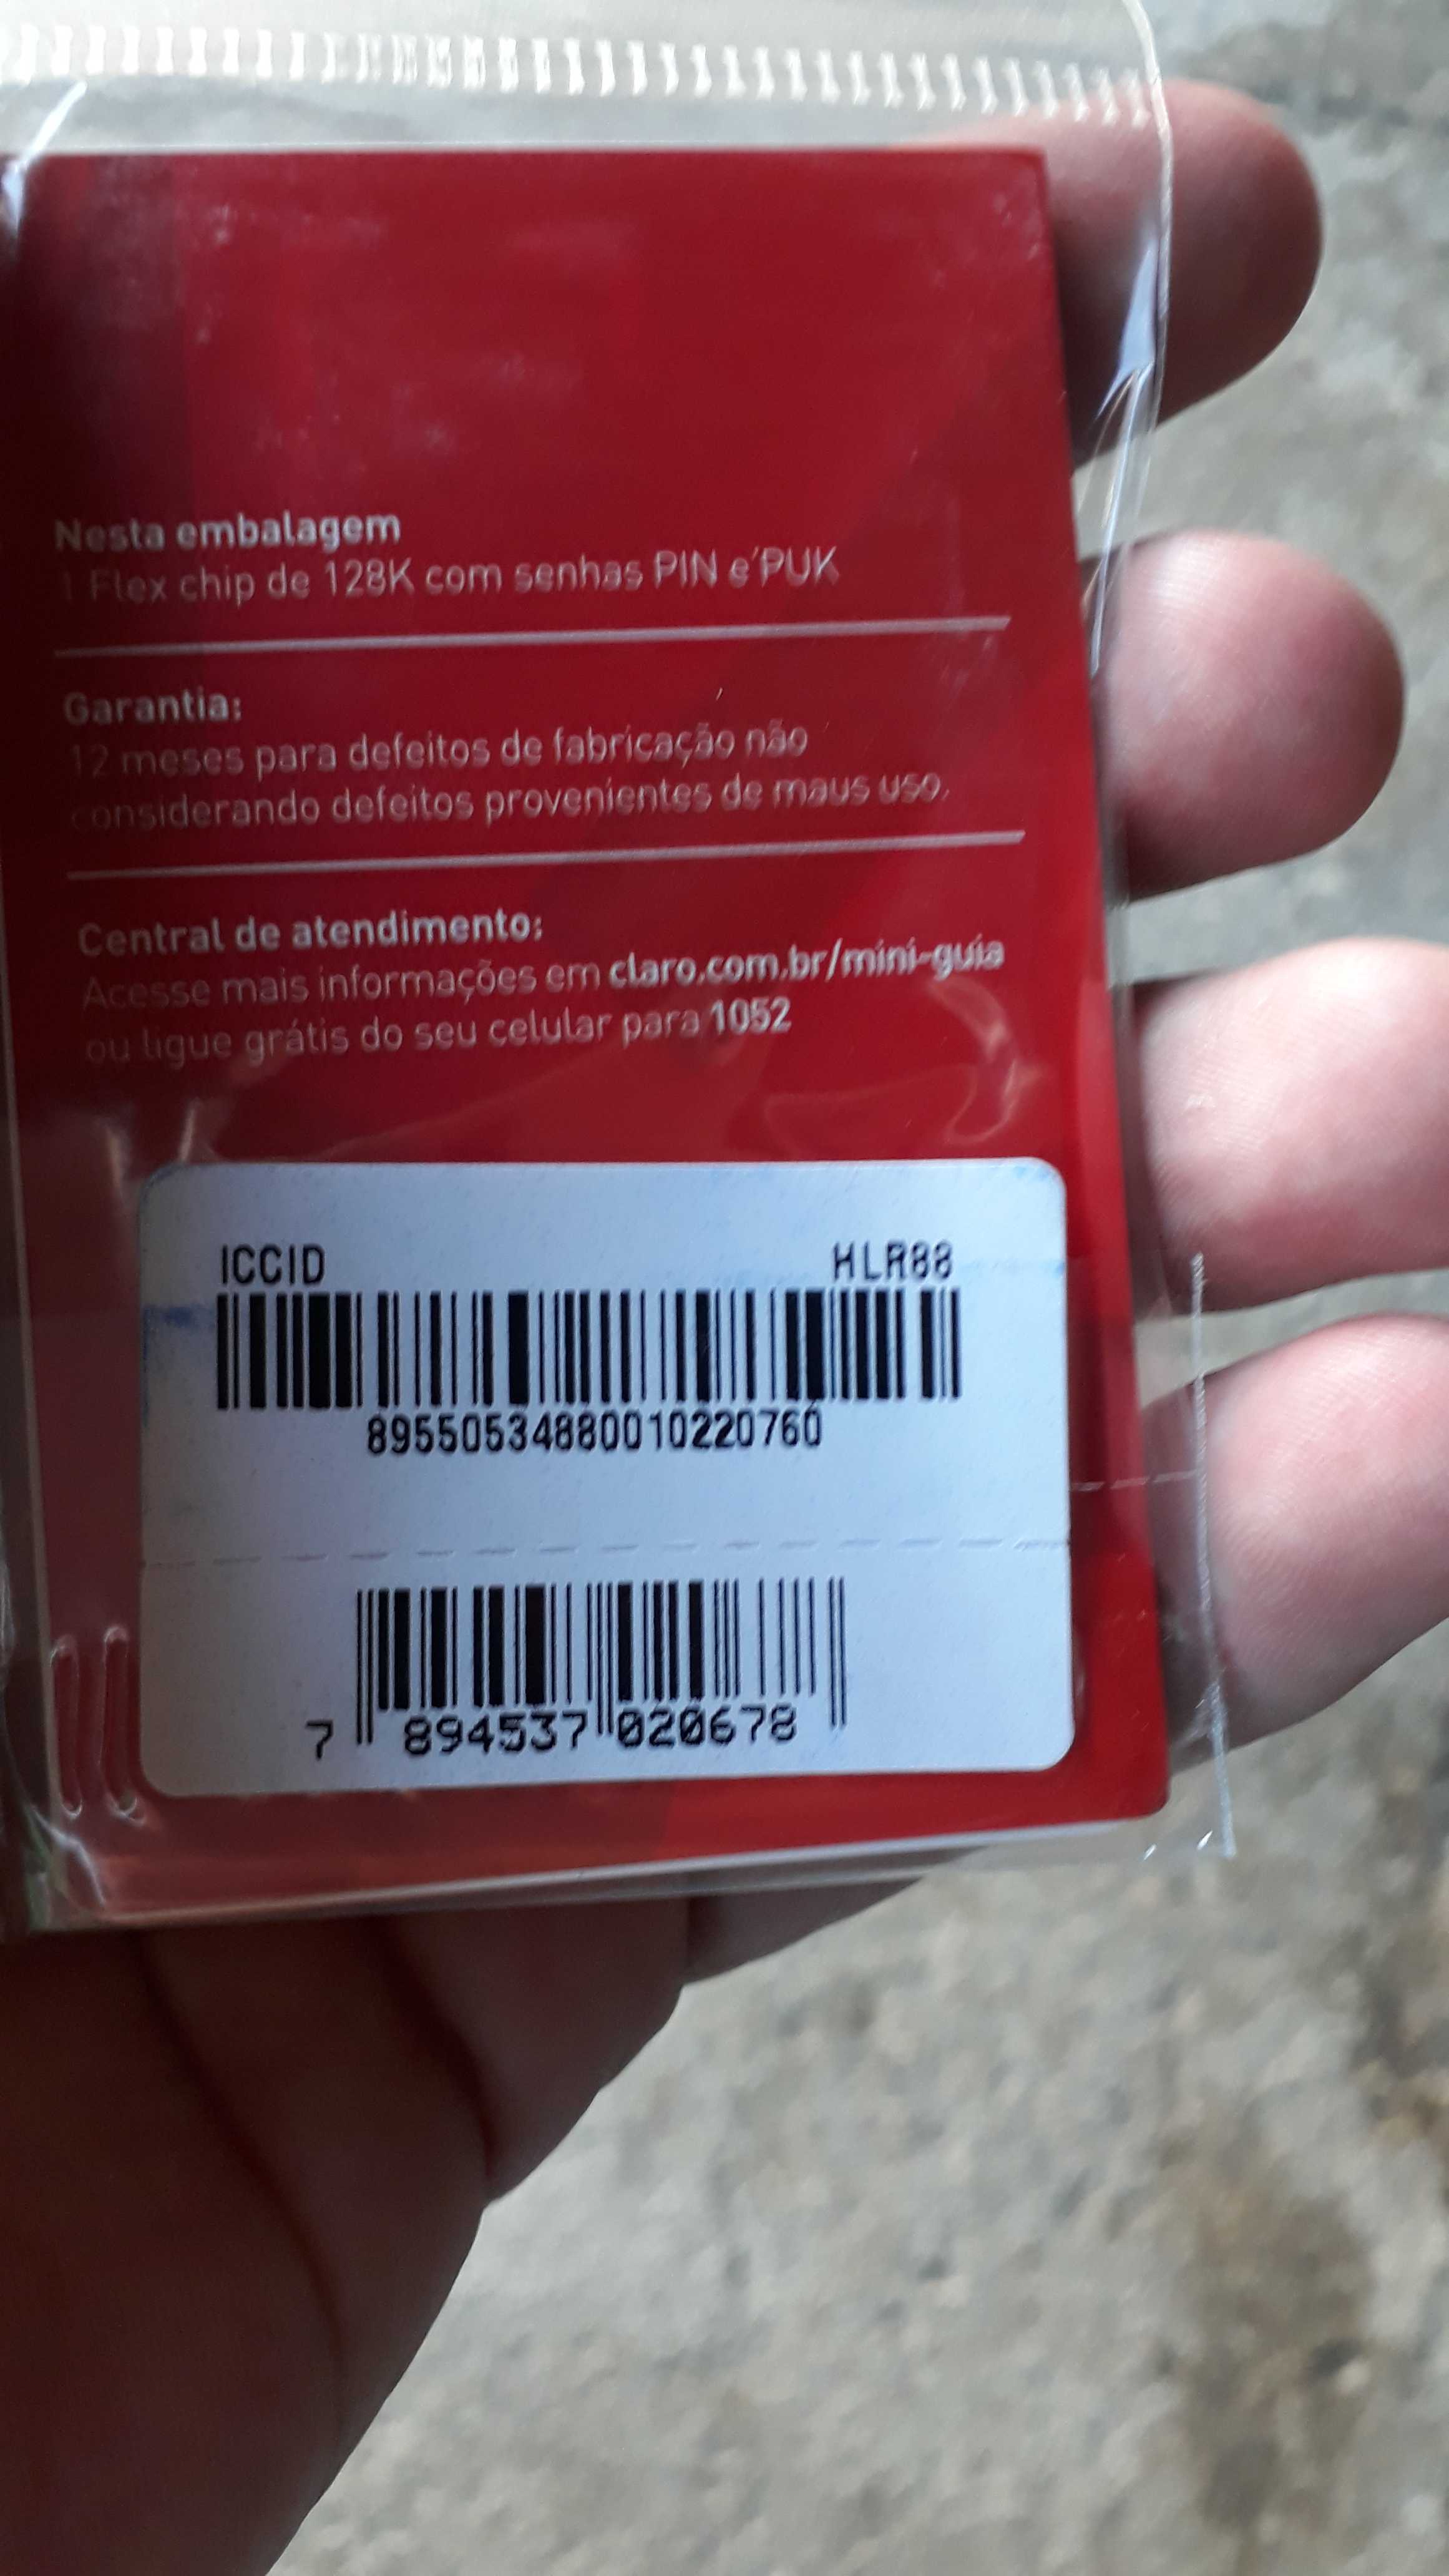 Nesta embalagem
1 Flex chip de 128K com senhas PIN e PUK
Garantia:
12 meses para defeitos de fabricação não
considerando defeitos provenientes de maus uso.
Central de atendimento:
Acesse mais informações em claro.com.br/mini-guia
ou ligue grátis do seu celular para 1052
ICCID HLR88
89550534880010220760
7 894537 020678